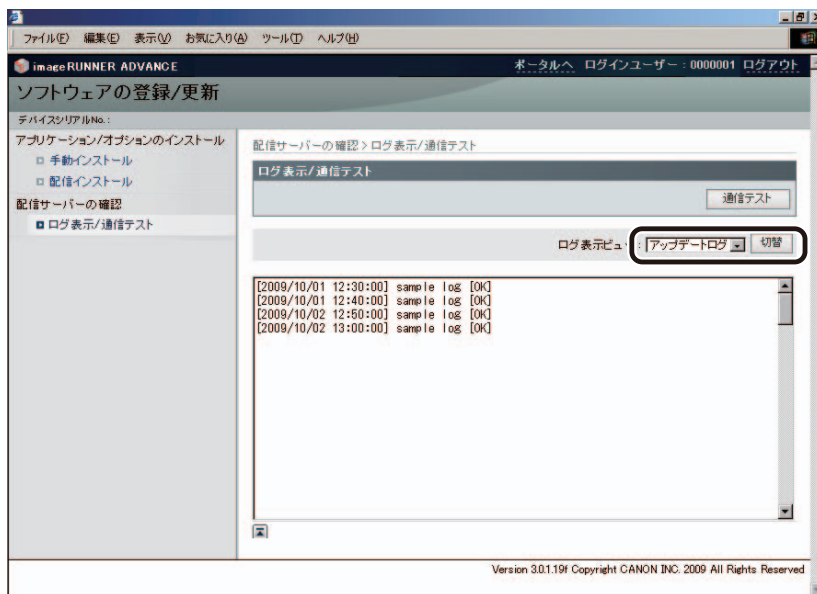 ファイル(F) 編集(E) 表示(V) お気に入り(A) ツール(T) ヘルプ(H)
imageRUNNER ADVANCE ポータルへ ログインユーザー : 0000001 ログアウト
ソフトウェアの登録/更新
デバイスシリアルNo. :
アプリケーション/オプションのインストール
手動インストール
配信インストール
配信サーバーの確認
ログ表示/通信テスト
配信サーバーの確認 > ログ表示/通信テスト
ログ表示/通信テスト
通信テスト
ログ表示ビュー : アップデートログ 切替
[2009/10/01 12:30:00] sample log [OK]
[2009/10/01 12:40:00] sample log [OK]
[2009/10/02 12:50:00] sample log [OK]
[2009/10/02 13:00:00] sample log [OK]
Version 3.0.1.19f Copyright CANON INC. 2009 All Rights Reserved